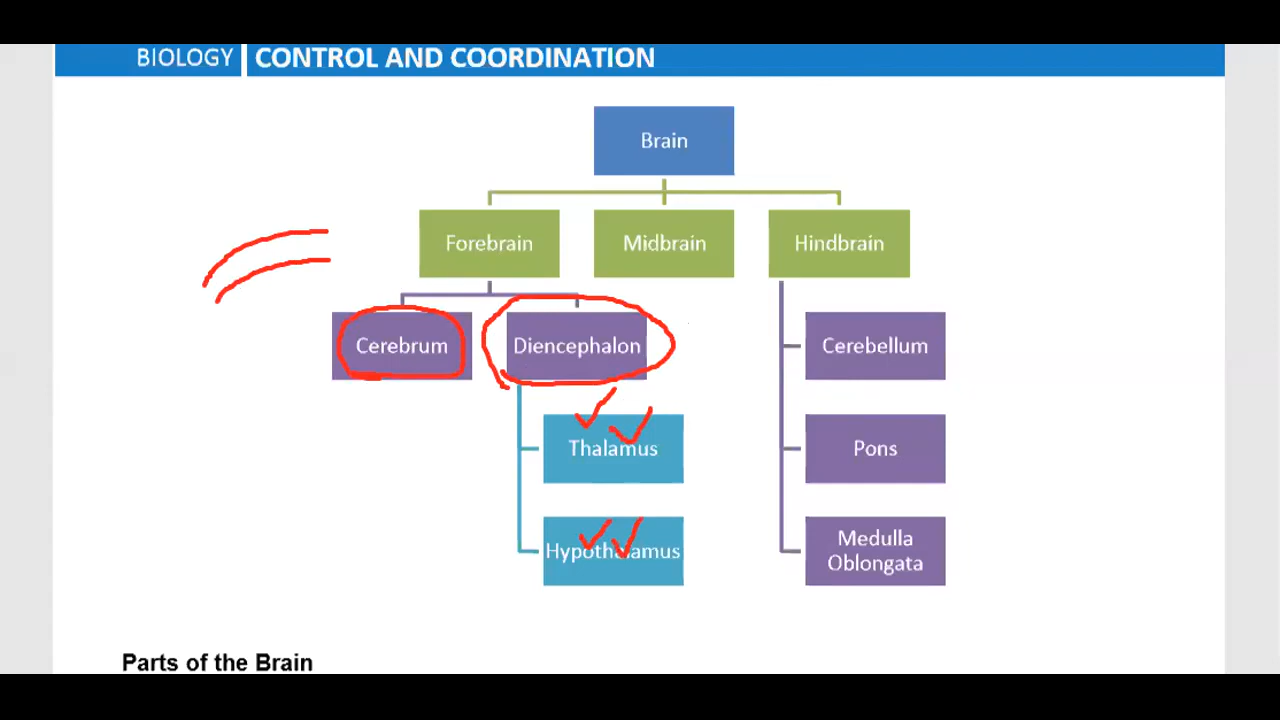 BIOLOGY CONTROL AND COORDINATION
Brain
Forebrain Midbrain Hindbrain
Cerebrum Diencephalon Cerebellum
Thalamus Pons
Hypothalamus Medulla
Oblongata
Parts of the Brain